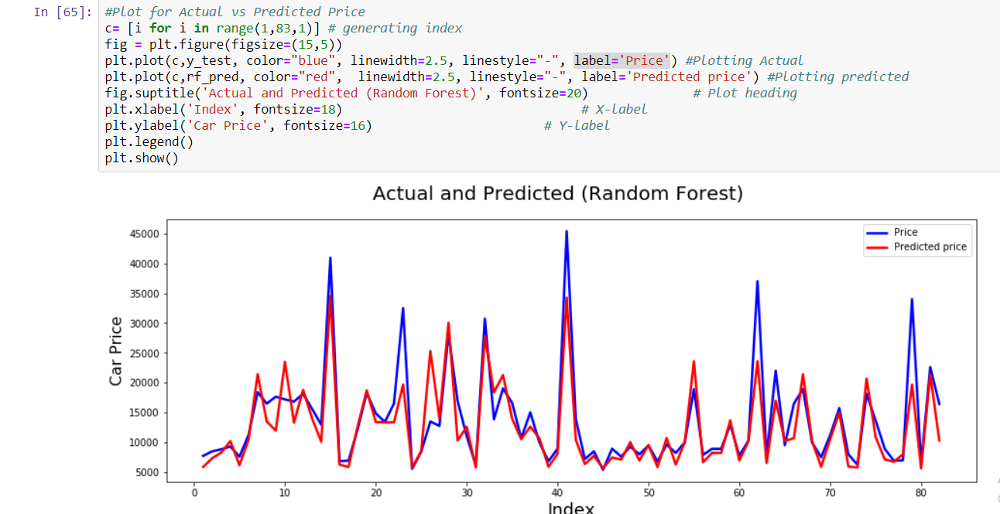 In [65]: #Plot for Actual vs Predicted Price
c= [i for i in range(1,83,1)] # generating index
fig = plt.figure(figsize=(15,5))
plt.plot(c,y_test, color="blue", linewidth=2.5, linestyle="-", label='Price') #Plotting Actual
plt.plot(c,rf_pred, color="red",  linewidth=2.5, linestyle="-", label='Predicted price') #Plotting predicted
fig.suptitle('Actual and Predicted (Random Forest)', fontsize=20)              # Plot heading
plt.xlabel('Index', fontsize=18)                               # X-label
plt.ylabel('Car Price', fontsize=16)                       # Y-label
plt.legend()
plt.show()
Actual and Predicted (Random Forest)
Price
Predicted price
45000
40000
35000
30000
25000
20000
15000
10000
5000
Car Price
0 10 20 30 40 50 60 70 80
Index